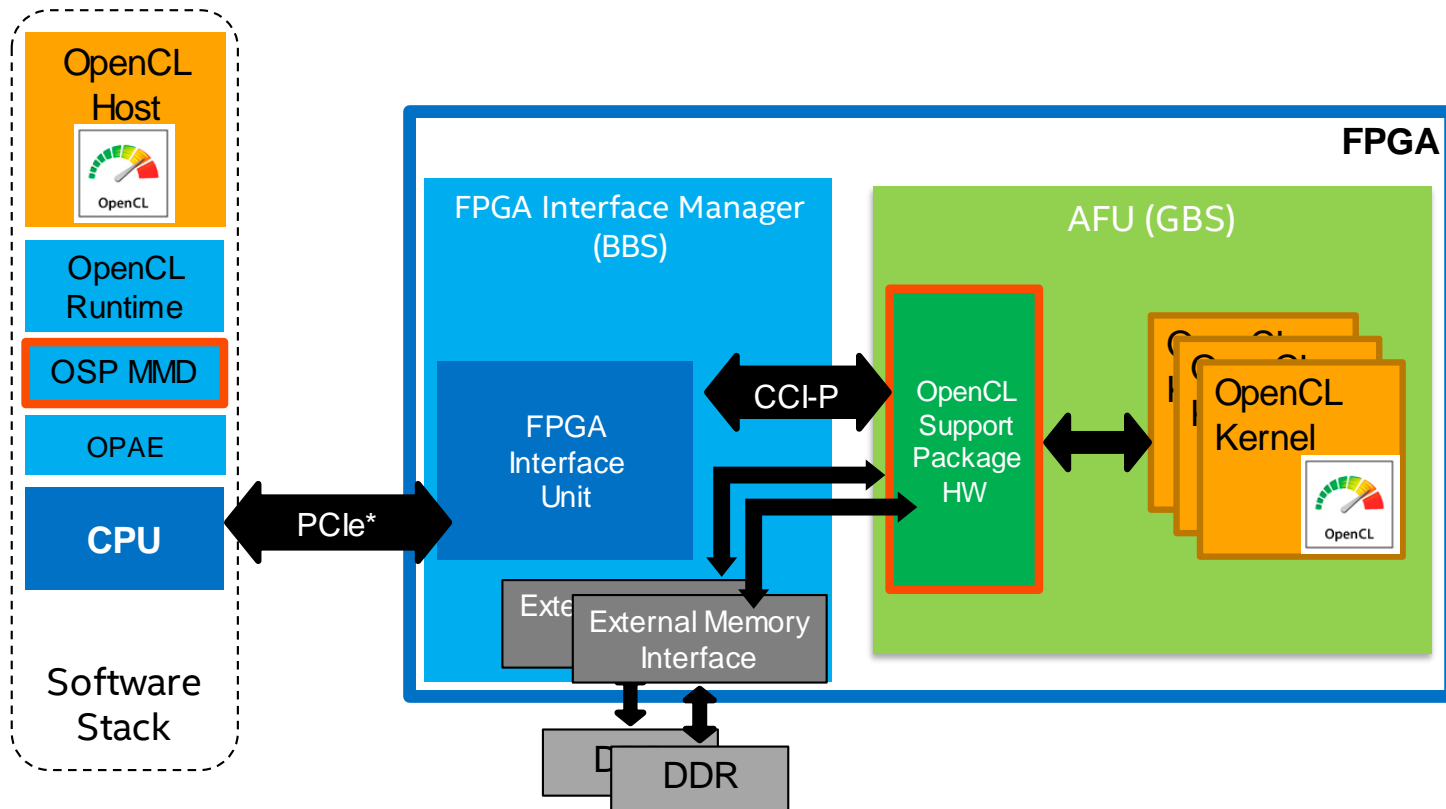 OpenCL
Host
OpenCL
OpenCL
Runtime
OSP MMD
OPAE
CPU
Software
Stack
PCIe*
FPGA
FPGA Interface Manager
(BBS)
FPGA
Interface
Unit
CCI-P
External Memory
Interface
DDR
AFU (GBS)
OpenCL
Support
Package
HW
OpenCL
Kernel
OpenCL